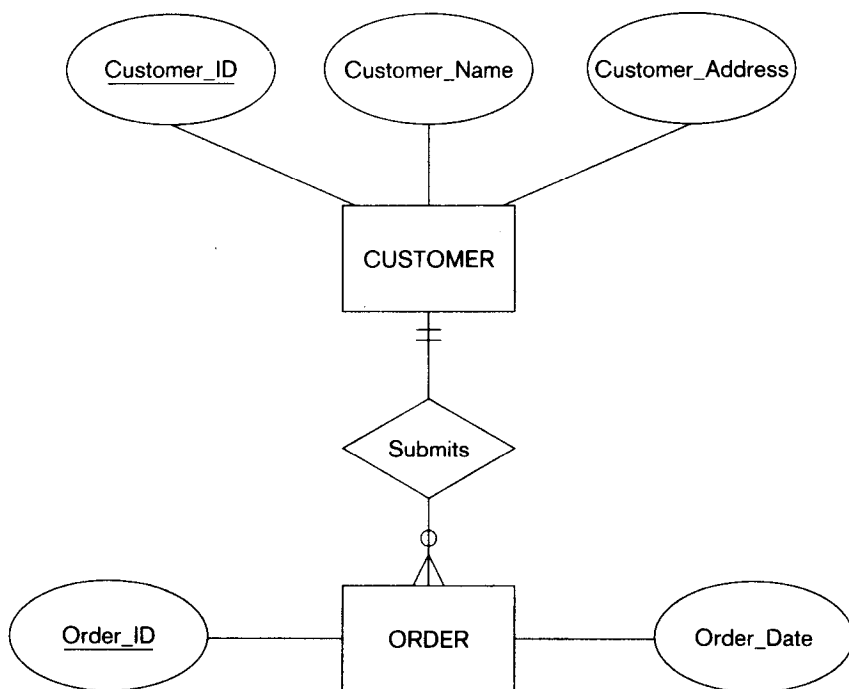 Customer_ID
Customer_Name
Customer_Address
CUSTOMER
Submits
Order_ID
ORDER
Order_Date